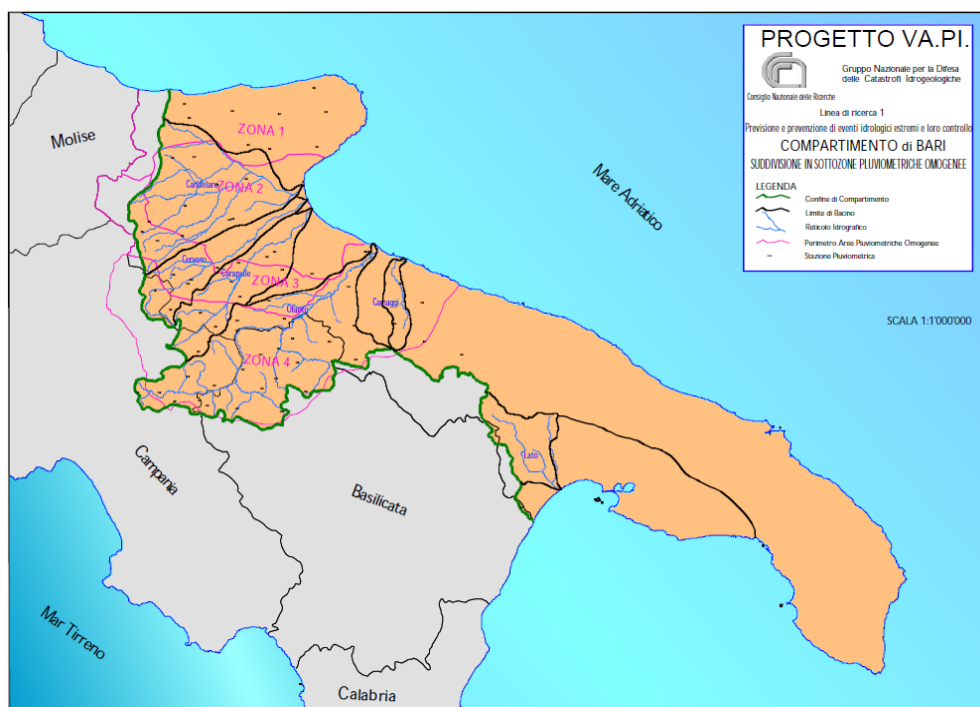 PROGETTO VA.PI.
Gruppo Nazionale per la Difesa
delle Catastrofi Idrogeologiche
Consiglio Nazionale delle Ricerche
Linea di ricerca 1
Previsione e prevenzione di eventi idrologici estremi e loro controllo
COMPARTIMENTO di BARI
SUDDIVISIONE IN SOTTOZONE PLUVIOMETRICHE OMOGENEE
LEGENDA
Confine di Compartimento
Limite di Bacino
Reticolo Idrografico
Perimetro Aree Pluviometriche Omogenee
Stazione Pluviometrica
SCALA 1:1'000'000
Molise
ZONA 1
Candelaro
ZONA 2
Mare Adriatico
Cervaro
Carapelle
ZONA 3
Ofanto
Camaggi
ZONA 4
Campania
Basilicata
Lato
Mar Tirreno
Calabria